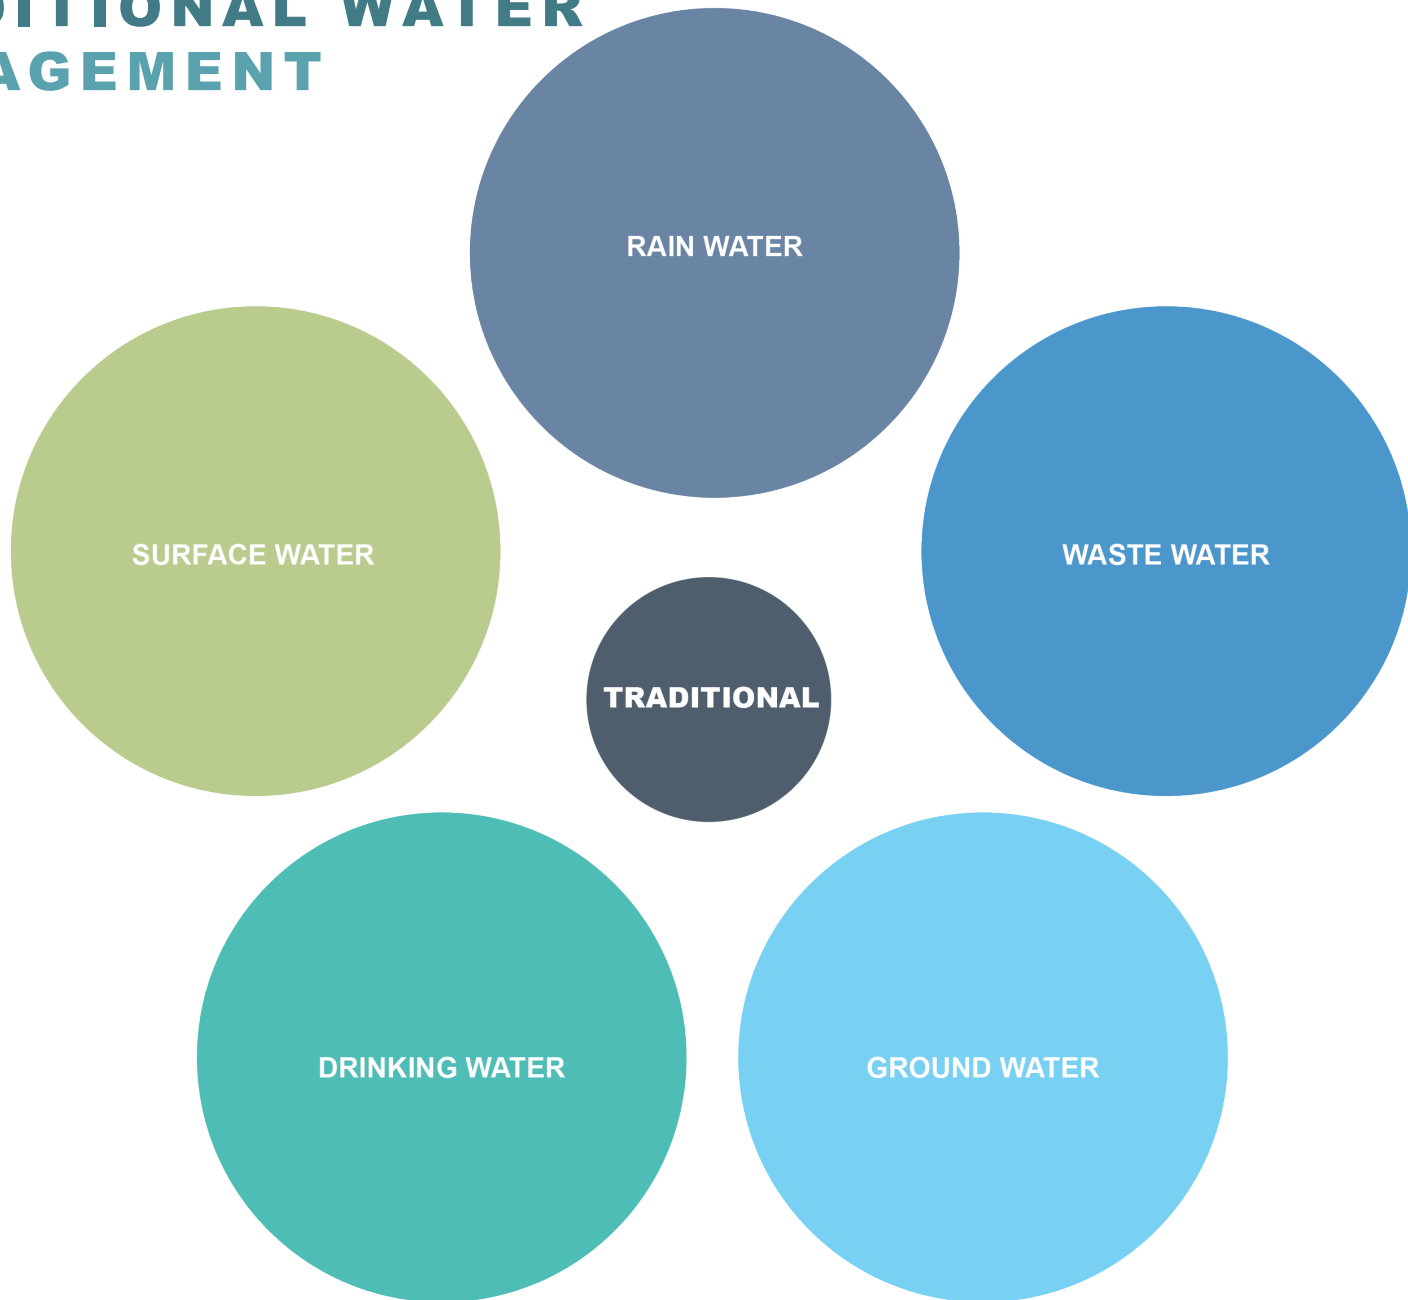 DITIONAL WATER
AGEMENT
RAIN WATER
SURFACE WATER
WASTE WATER
TRADITIONAL
DRINKING WATER
GROUND WATER